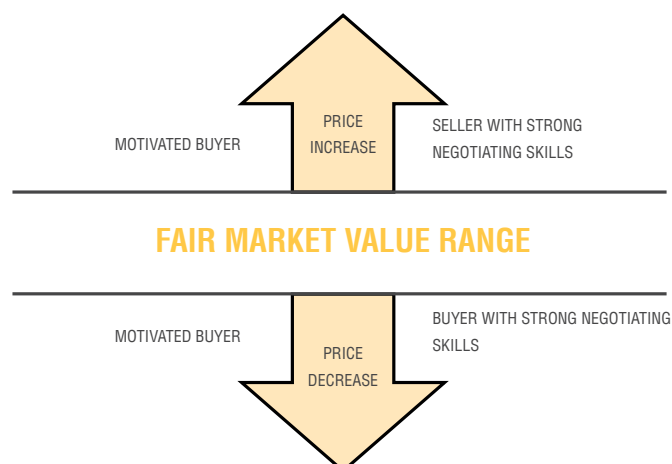 MOTIVATED BUYER
PRICE
INCREASE
SELLER WITH STRONG
NEGOTIATING SKILLS
FAIR MARKET VALUE RANGE
MOTIVATED BUYER
PRICE
DECREASE
BUYER WITH STRONG NEGOTIATING
SKILLS